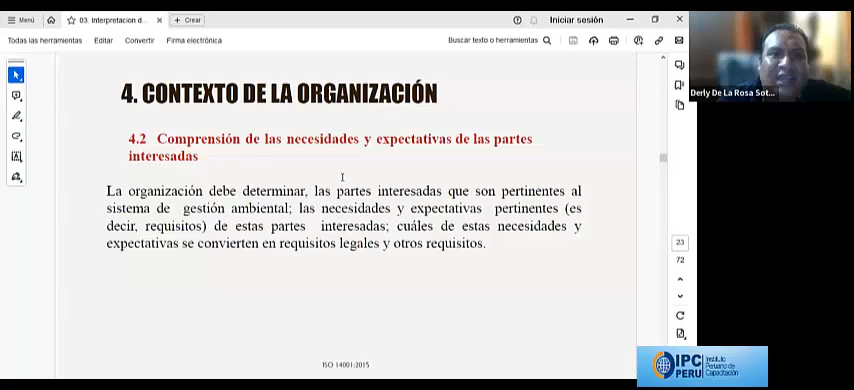 Menú
03. Interpretacion d...
+ Crear
Iniciar sesión
Todas las herramientas
Editar
Convertir
Firma electrónica
Buscar texto o herramientas
Derly De La Rosa Sot...
4. CONTEXTO DE LA ORGANIZACIÓN
4.2 Comprensión de las necesidades y expectativas de las partes
interesadas
La organización debe determinar, las partes interesadas que son pertinentes al
sistema de gestión ambiental; las necesidades y expectativas pertinentes (es
decir, requisitos) de estas partes interesadas; cuáles de estas necesidades y
expectativas se convierten en requisitos legales y otros requisitos.
23
72
ISO 14001:2015
IPC
PERU
Instituto
Peruano de
Capacitación